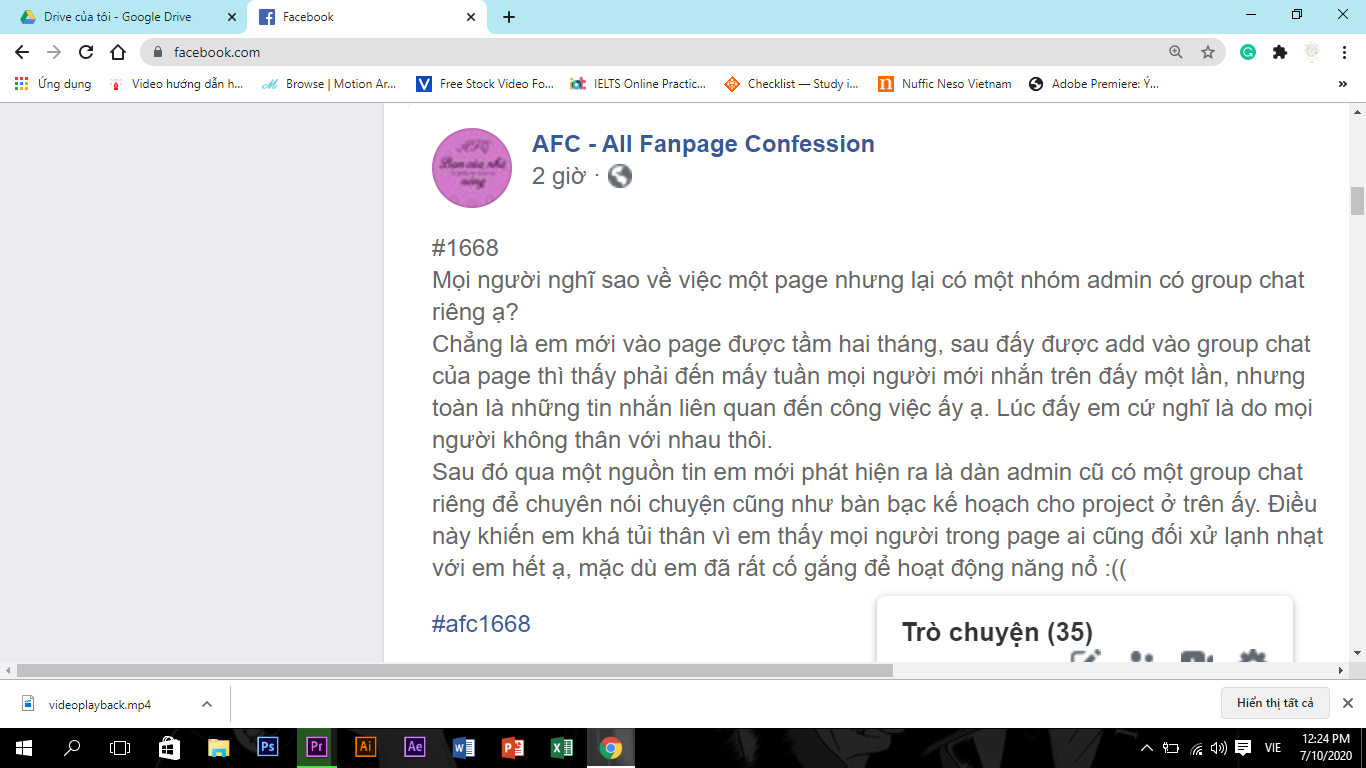 Drive của tôi - Google Drive
Facebook
facebook.com
Ứng dụng
Video hướng dẫn h...
Browse | Motion Ar...
Free Stock Video Fo...
IELTS Online Practic...
Checklist — Study i...
Nuffic Neso Vietnam
Adobe Premiere: Ý...
AFC - All Fanpage Confession
2 giờ ·
#1668
Mọi người nghĩ sao về việc một page nhưng lại có một nhóm admin có group chat
riêng ạ?
Chẳng là em mới vào page được tầm hai tháng, sau đấy được add vào group chat
của page thì thấy phải đến mấy tuần mọi người mới nhắn trên đấy một lần, nhưng
toàn là những tin nhắn liên quan đến công việc ấy ạ. Lúc đấy em cứ nghĩ là do mọi
người không thân với nhau thôi.
Sau đó qua một nguồn tin em mới phát hiện ra là dàn admin cũ có một group chat
riêng để chuyên nói chuyện cũng như bàn bạc kế hoạch cho project ở trên ấy. Điều
này khiến em khá tủi thân vì em thấy mọi người trong page ai cũng đối xử lạnh nhạt
với em hết ạ, mặc dù em đã rất cố gắng để hoạt động năng nổ :((
#afc1668
Trò chuyện (35)
videoplayback.mp4
Hiển thị tất cả
Ps
Pr
Ai
Ae
VIE
12:24 PM
7/10/2020